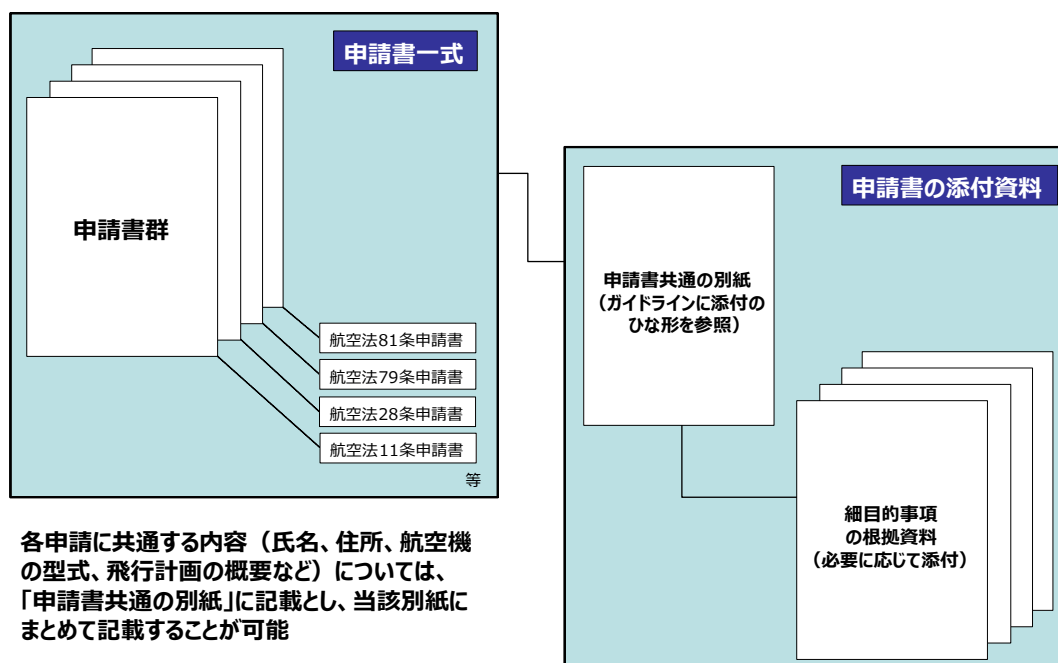 申請書一式
申請書群
航空法81条申請書
航空法79条申請書
航空法28条申請書
航空法11条申請書
等
各申請に共通する内容（氏名、住所、航空機
の型式、飛行計画の概要など）については、
「申請書共通の別紙」に記載とし、当該別紙に
まとめて記載することが可能
申請書の添付資料
申請書共通の別紙
（ガイドラインに添付の
ひな形を参照）
細目的事項
の根拠資料
（必要に応じて添付）